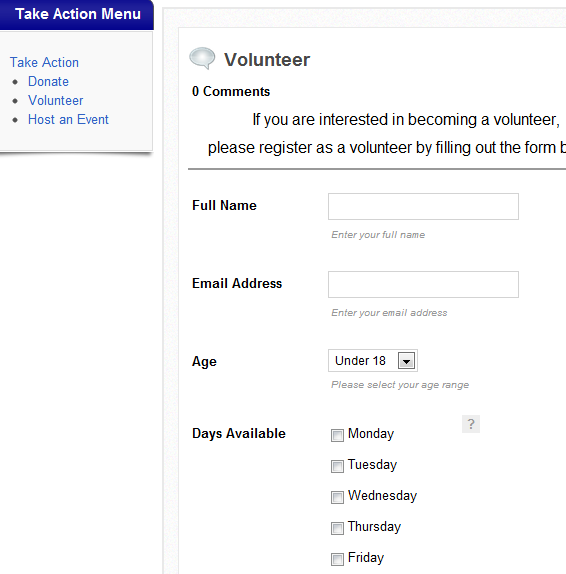 Take Action Menu
Take Action
Donate
Volunteer
Host an Event
Volunteer
0 Comments
If you are interested in becoming a volunteer,
please register as a volunteer by filling out the form
Full Name
Enter your full name
Email Address
Enter your email address
Age
Under 18
Please select your age range
Days Available
?
Monday
Tuesday
Wednesday
Thursday
Friday